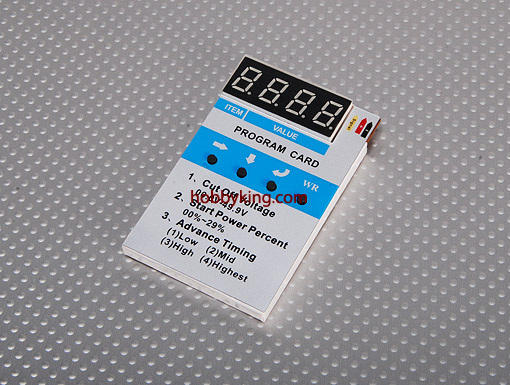 8.8.8.8
ITEM VALUE
PROGRAM CARD
WR
hobbyking.com
1、Cut Off Voltage
2、Start Power Percent
00%~29%
3、Advance Timing
(1)Low (2)Mid
(3)High (4)Highest